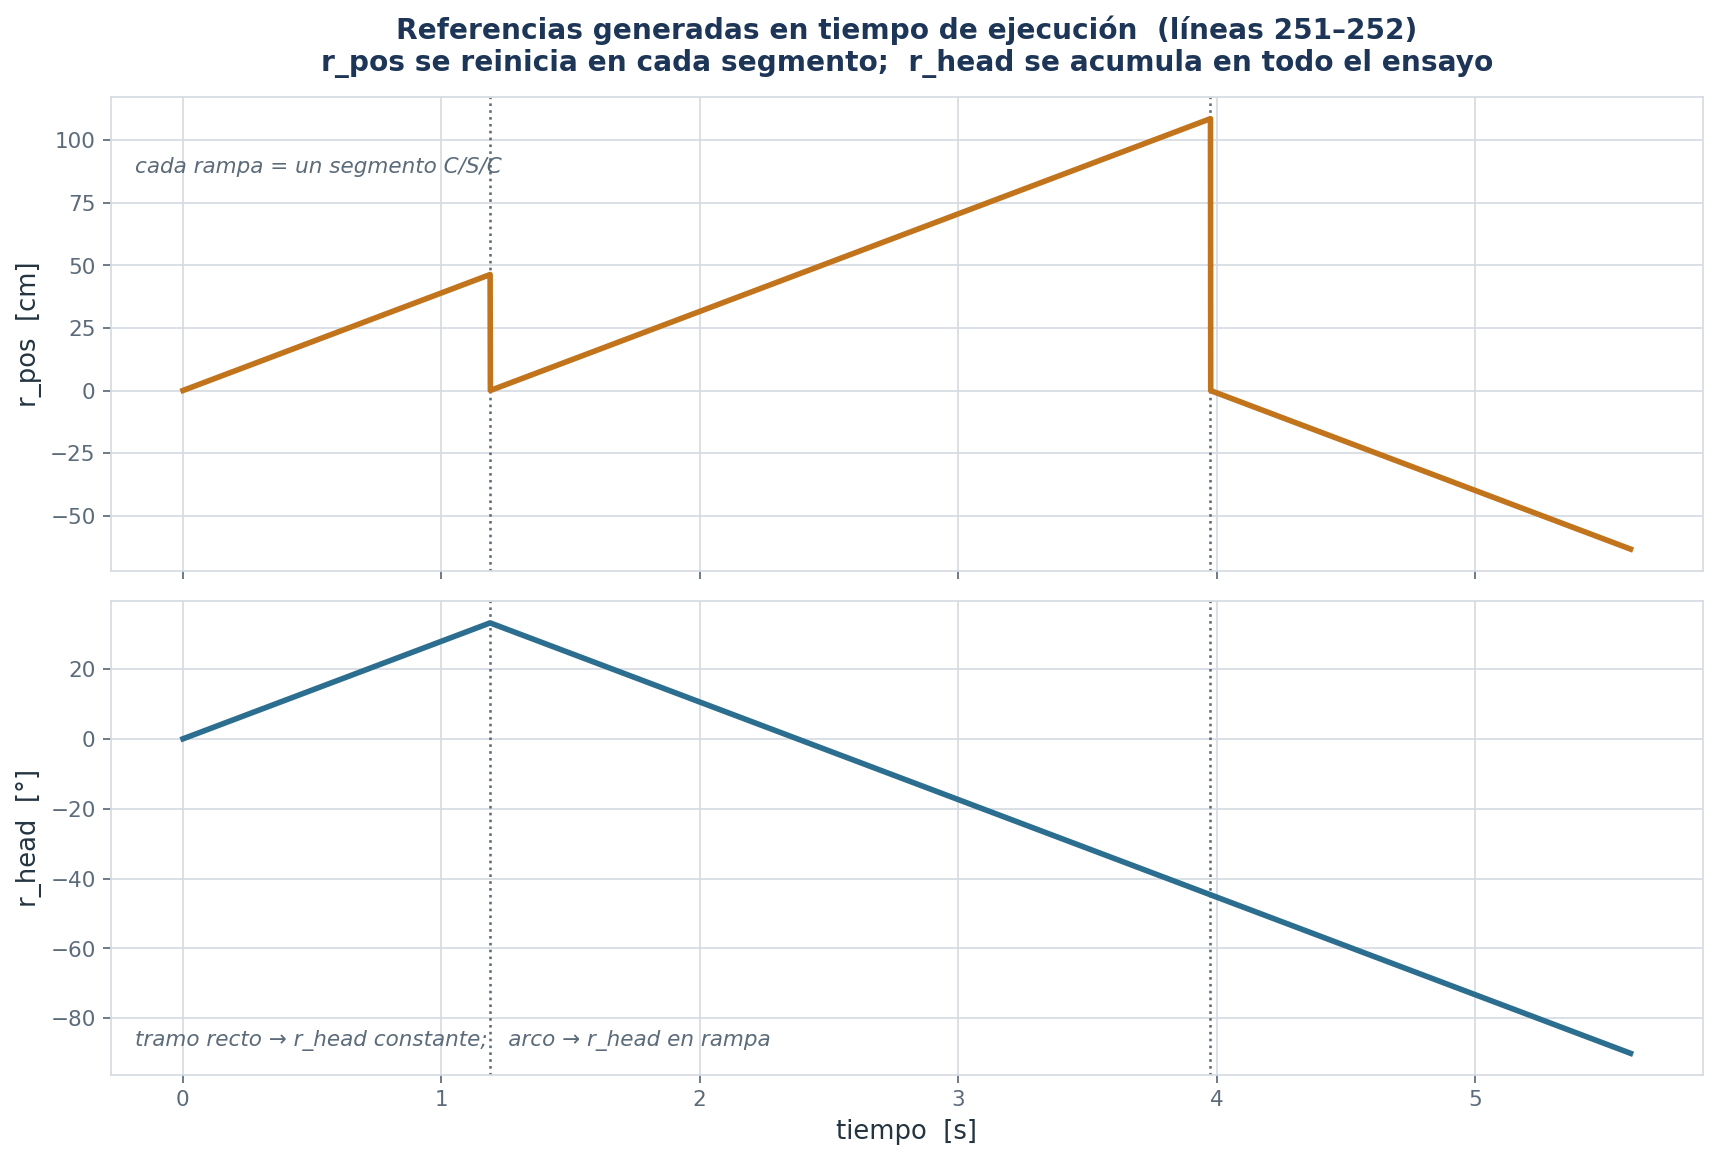 Referencias generadas en tiempo de ejecución (líneas 251–252)
r_pos se reinicia en cada segmento; r_head se acumula en todo el ensayo
r_pos [cm]
100
75
50
25
0
−25
−50
cada rampa = un segmento C/S/C
r_head [°]
20
0
−20
−40
−60
−80
tramo recto → r_head constante; arco → r_head en rampa
0 1 2 3 4 5
tiempo [s]